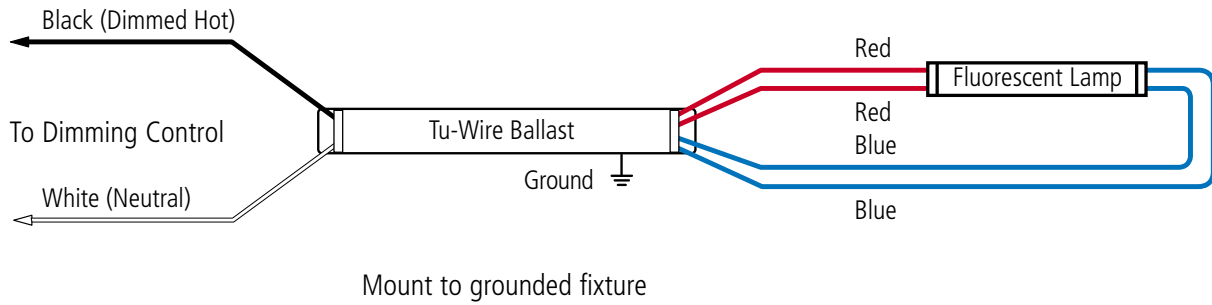 Black (Dimmed Hot)
Red
Fluorescent Lamp
To Dimming Control
Tu-Wire Ballast
Red
Blue
Ground
White (Neutral)
Blue
Mount to grounded fixture